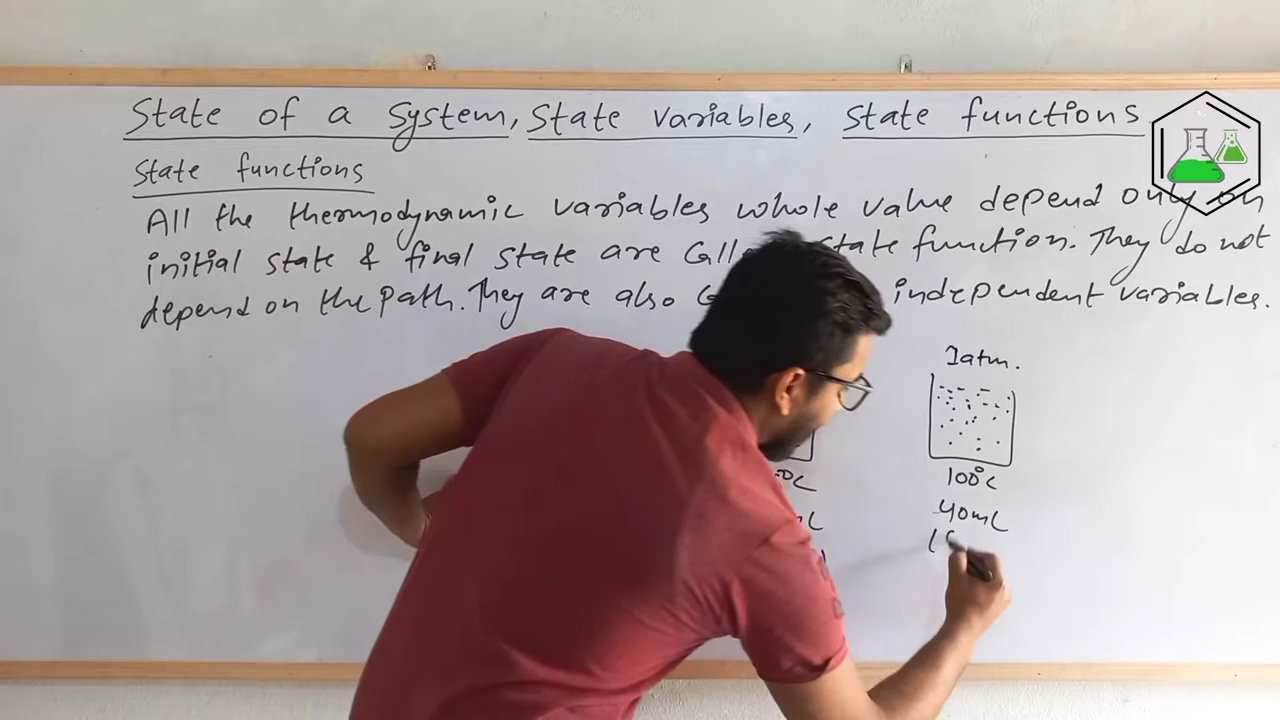 State of a System, State variables, State functions
State functions
All the thermodynamic variables whole value depend only on
initial state & final state are State function. They do not
depend on the Path. They are also independent variables.
1atm.
100°C
40mL